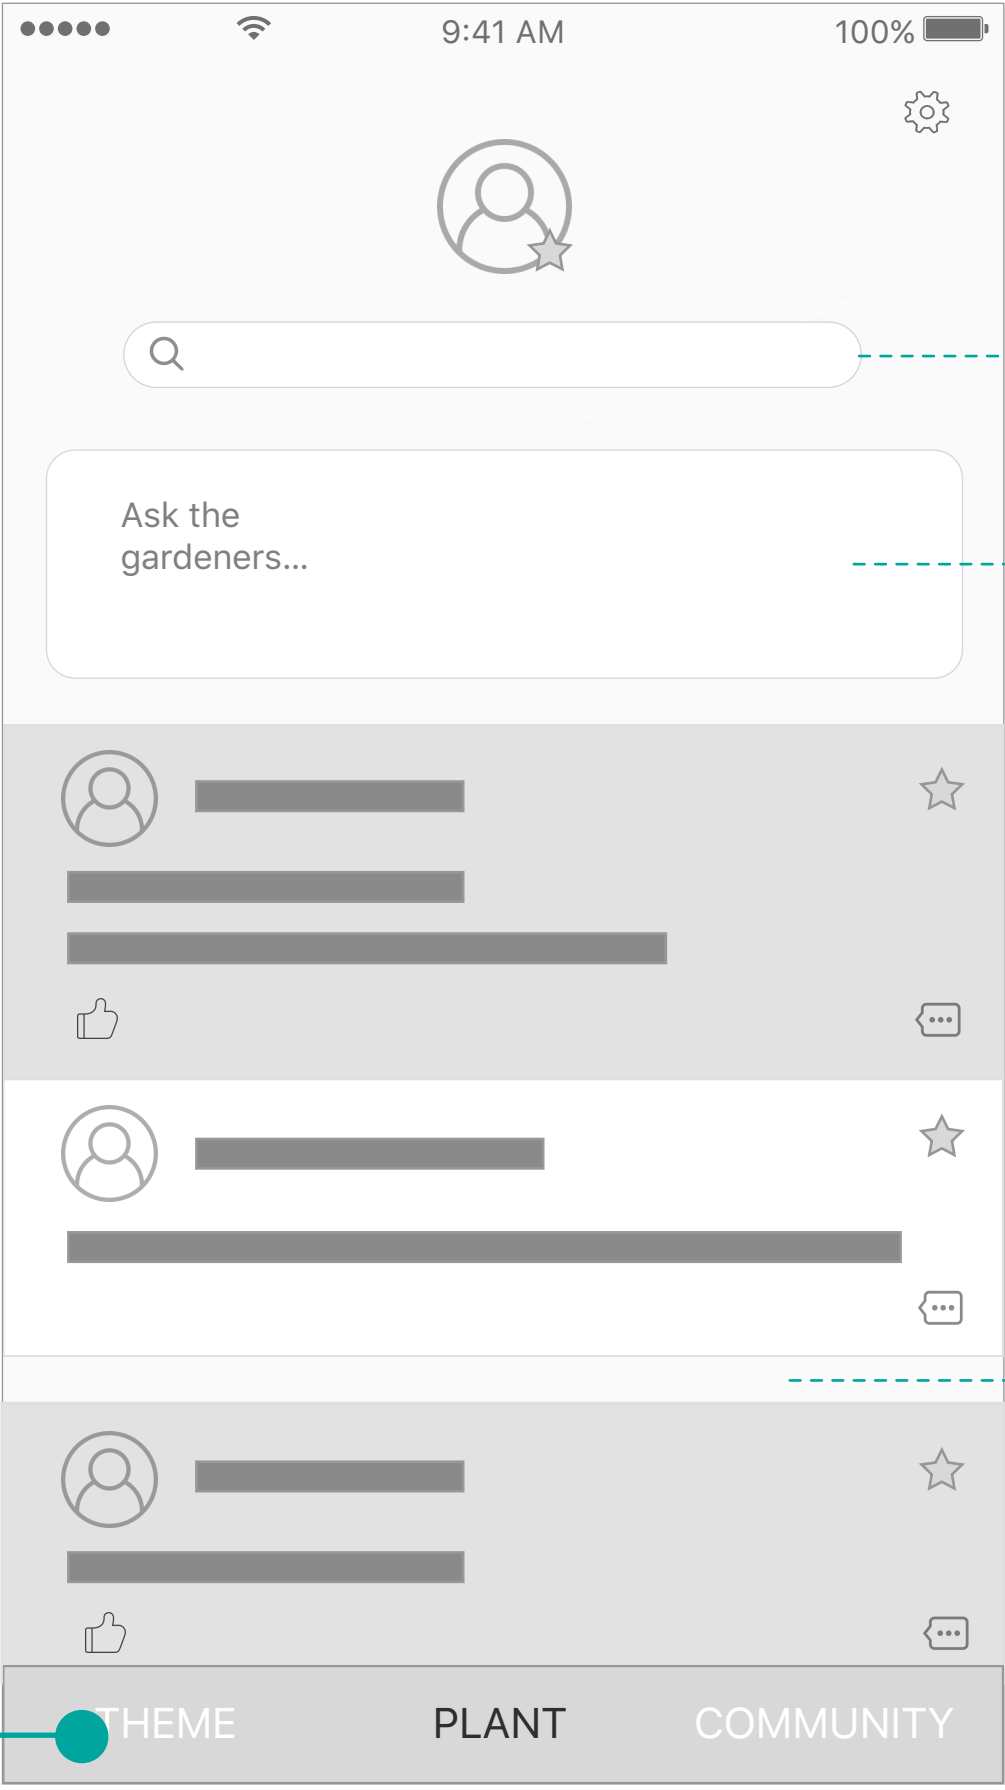 9:41 AM
100%
Ask the
gardeners...
THEME
PLANT
COMMUNITY